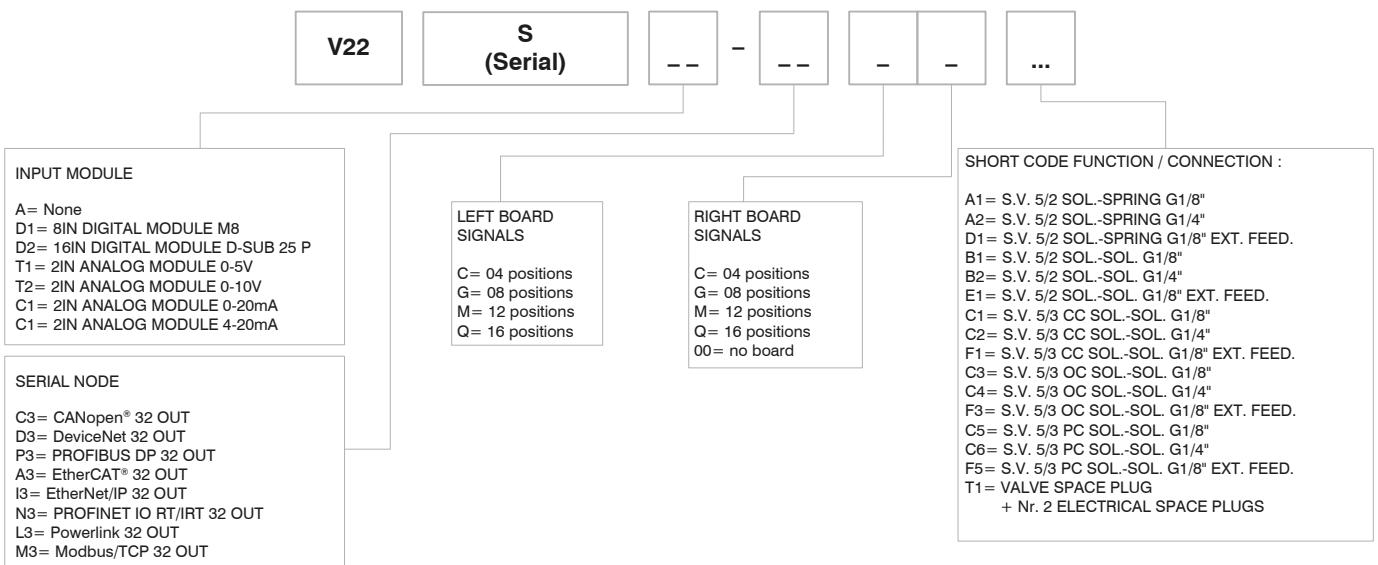 V22
S
(Serial)
_ _
–
_ _
_
_
...
INPUT MODULE
A= None
D1= 8IN DIGITAL MODULE M8
D2= 16IN DIGITAL MODULE D-SUB 25 P
T1= 2IN ANALOG MODULE 0-5V
T2= 2IN ANALOG MODULE 0-10V
C1= 2IN ANALOG MODULE 0-20mA
C1= 2IN ANALOG MODULE 4-20mA
SERIAL NODE
C3= CANopen® 32 OUT
D3= DeviceNet 32 OUT
P3= PROFIBUS DP 32 OUT
A3= EtherCAT® 32 OUT
I3= EtherNet/IP 32 OUT
N3= PROFINET IO RT/IRT 32 OUT
L3= Powerlink 32 OUT
M3= Modbus/TCP 32 OUT
LEFT BOARD
SIGNALS
C= 04 positions
G= 08 positions
M= 12 positions
Q= 16 positions
RIGHT BOARD
SIGNALS
C= 04 positions
G= 08 positions
M= 12 positions
Q= 16 positions
00= no board
SHORT CODE FUNCTION / CONNECTION :
A1= S.V. 5/2 SOL.-SPRING G1/8"
A2= S.V. 5/2 SOL.-SPRING G1/4"
D1= S.V. 5/2 SOL.-SPRING G1/8" EXT. FEED.
B1= S.V. 5/2 SOL.-SOL. G1/8"
B2= S.V. 5/2 SOL.-SOL. G1/4"
E1= S.V. 5/2 SOL.-SOL. G1/8" EXT. FEED.
C1= S.V. 5/3 CC SOL.-SOL. G1/8"
C2= S.V. 5/3 CC SOL.-SOL. G1/4"
F1= S.V. 5/3 CC SOL.-SOL. G1/8" EXT. FEED.
C3= S.V. 5/3 OC SOL.-SOL. G1/8"
C4= S.V. 5/3 OC SOL.-SOL. G1/4"
F3= S.V. 5/3 OC SOL.-SOL. G1/8" EXT. FEED.
C5= S.V. 5/3 PC SOL.-SOL. G1/8"
C6= S.V. 5/3 PC SOL.-SOL. G1/4"
F5= S.V. 5/3 PC SOL.-SOL. G1/8" EXT. FEED.
T1= VALVE SPACE PLUG
+ Nr. 2 ELECTRICAL SPACE PLUGS